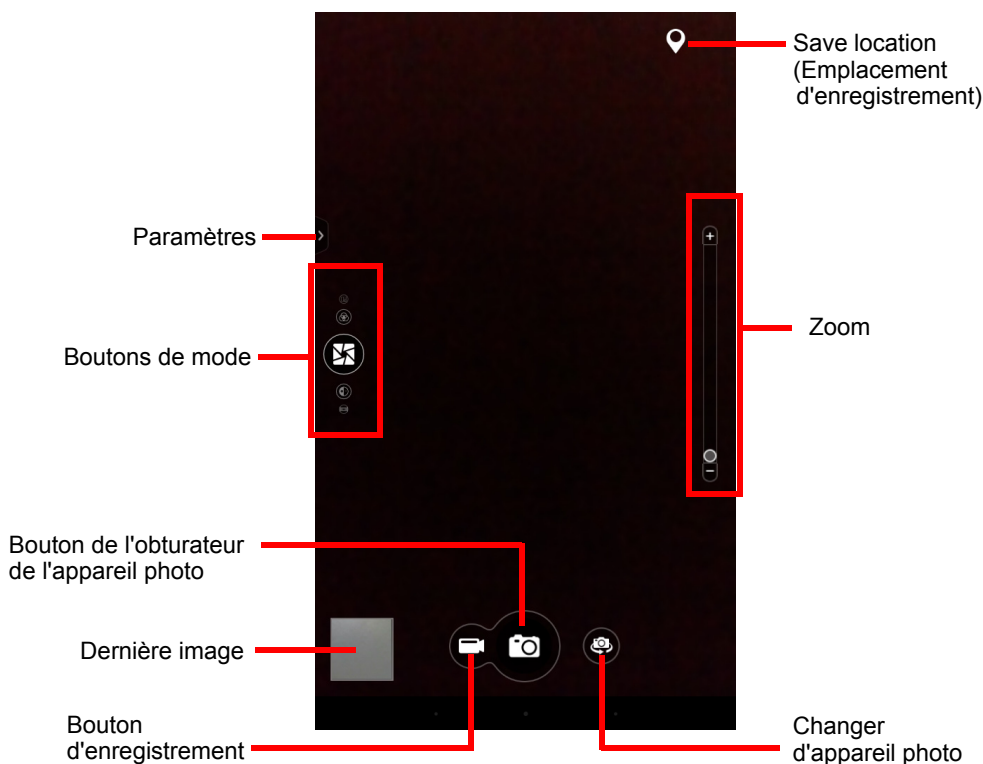 Save location
(Emplacement
d'enregistrement)
Paramètres
Zoom
Boutons de mode
Bouton de l'obturateur
de l'appareil photo
Dernière image
Bouton
d'enregistrement
Changer
d'appareil photo